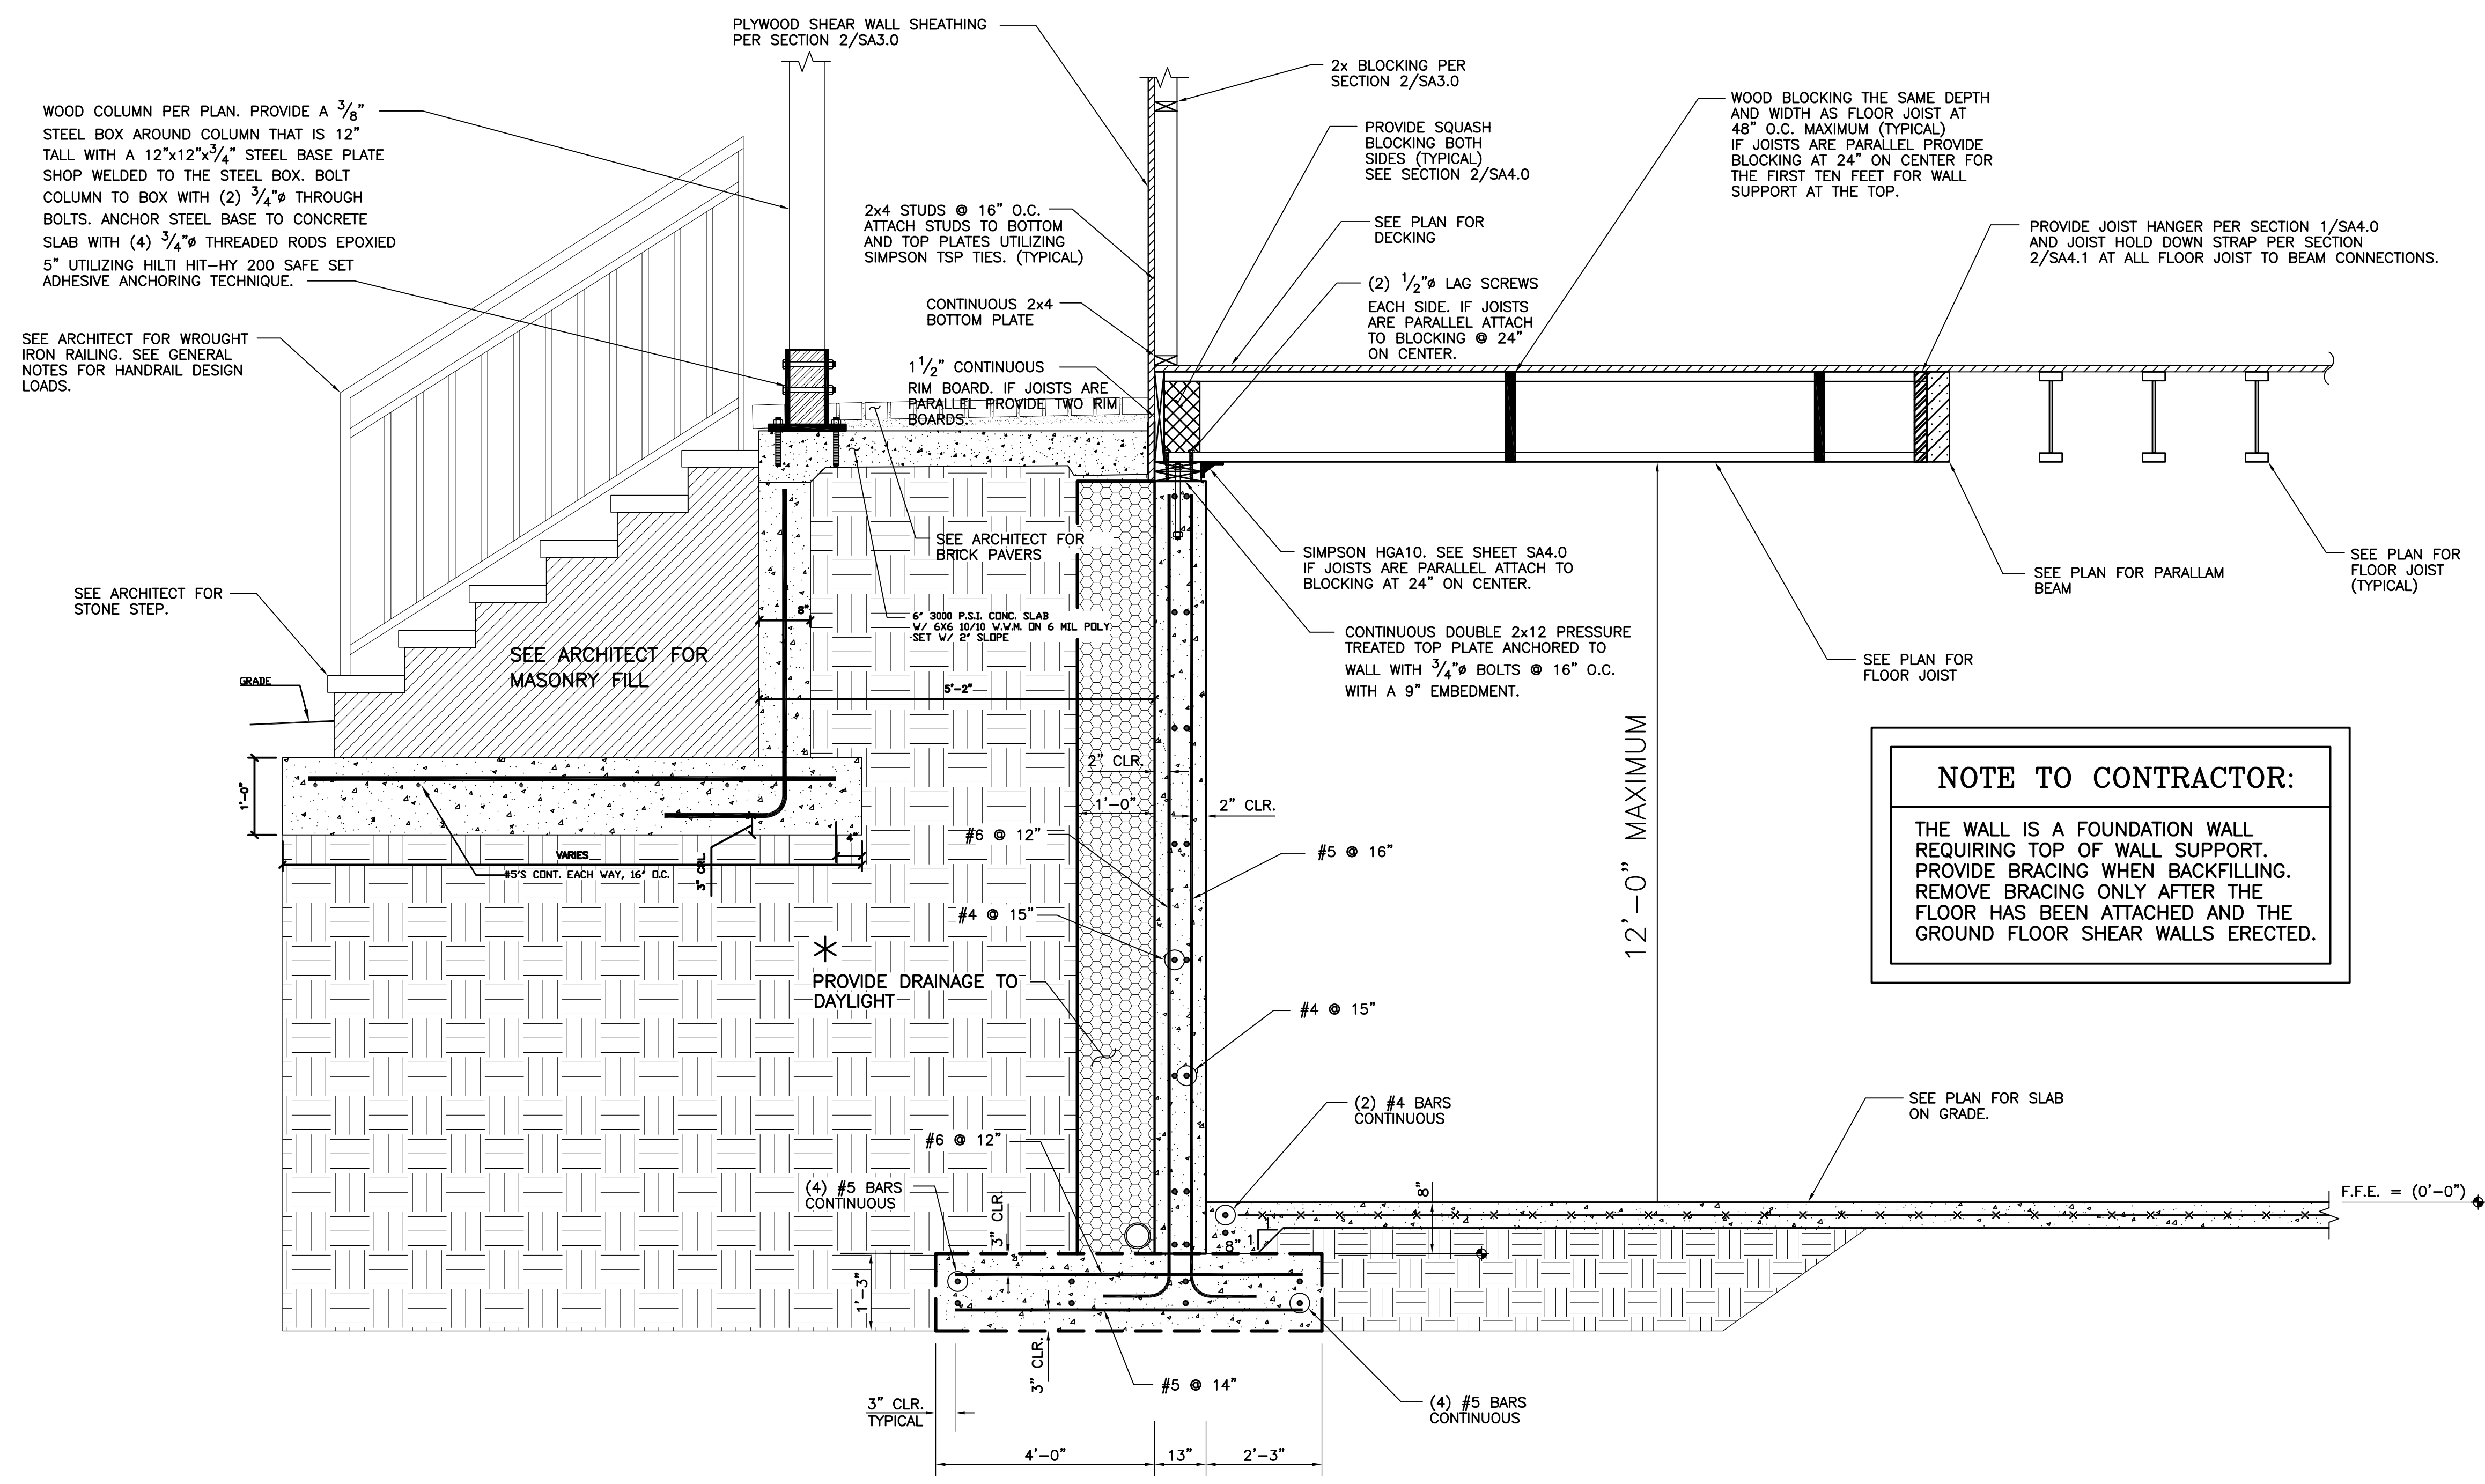 PLYWOOD SHEAR WALL SHEATHING
PER SECTION 2/SA3.0
WOOD COLUMN PER PLAN. PROVIDE A 3/8"
STEEL BOX AROUND COLUMN THAT IS 12"
TALL WITH A 12"x12"x3/4" STEEL BASE PLATE
SHOP WELDED TO THE STEEL BOX. BOLT
COLUMN TO BOX WITH (2) 3/4"ø THROUGH
BOLTS. ANCHOR STEEL BASE TO CONCRETE
SLAB WITH (4) 3/4"ø THREADED RODS EPOXIED
5" UTILIZING HILTI HIT-HY 200 SAFE SET
ADHESIVE ANCHORING TECHNIQUE.
SEE ARCHITECT FOR WROUGHT
IRON RAILING. SEE GENERAL
NOTES FOR HANDRAIL DESIGN
LOADS.
SEE ARCHITECT FOR
STONE STEP.
GRADE
SEE ARCHITECT FOR
MASONRY FILL
2x4 STUDS @ 16" O.C.
ATTACH STUDS TO BOTTOM
AND TOP PLATES UTILIZING
SIMPSON TSP TIES. (TYPICAL)
CONTINUOUS 2x4
BOTTOM PLATE
1 1/2" CONTINUOUS
RIM BOARD. IF JOISTS ARE
PARALLEL PROVIDE TWO RIM
BOARDS.
2x BLOCKING PER
SECTION 2/SA3.0
PROVIDE SQUASH
BLOCKING BOTH
SIDES (TYPICAL)
SEE SECTION 2/SA4.0
SEE PLAN FOR
DECKING
(2) 1/2"ø LAG SCREWS
EACH SIDE. IF JOISTS
ARE PARALLEL ATTACH
TO BLOCKING @ 24"
ON CENTER.
WOOD BLOCKING THE SAME DEPTH
AND WIDTH AS FLOOR JOIST AT
48" O.C. MAXIMUM (TYPICAL)
IF JOISTS ARE PARALLEL PROVIDE
BLOCKING AT 24" ON CENTER FOR
THE FIRST TEN FEET FOR WALL
SUPPORT AT THE TOP.
PROVIDE JOIST HANGER PER SECTION 1/SA4.0
AND JOIST HOLD DOWN STRAP PER SECTION
2/SA4.1 AT ALL FLOOR JOIST TO BEAM CONNECTIONS.
SEE ARCHITECT FOR
BRICK PAVERS
6" 3000 P.S.I. CONC. SLAB
W/ 6X6 10/10 W.W.M. ON 6 MIL POLY
SET W/ 2" SLOPE
8"
5'-2"
SIMPSON HGA10. SEE SHEET SA4.0
IF JOISTS ARE PARALLEL ATTACH TO
BLOCKING AT 24" ON CENTER.
CONTINUOUS DOUBLE 2x12 PRESSURE
TREATED TOP PLATE ANCHORED TO
WALL WITH 3/4"ø BOLTS @ 16" O.C.
WITH A 9" EMBEDMENT.
SEE PLAN FOR
FLOOR JOIST
SEE PLAN FOR PARALLAM
BEAM
SEE PLAN FOR
FLOOR JOIST
(TYPICAL)
12'-0" MAXIMUM
NOTE TO CONTRACTOR:
THE WALL IS A FOUNDATION WALL
REQUIRING TOP OF WALL SUPPORT.
PROVIDE BRACING WHEN BACKFILLING.
REMOVE BRACING ONLY AFTER THE
FLOOR HAS BEEN ATTACHED AND THE
GROUND FLOOR SHEAR WALLS ERECTED.
1'-0"
VARIES
#5'S CONT. EACH WAY, 16" O.C.
3" CRL.
4"
2" CLR.
1'-0"
2" CLR.
#6 @ 12"
#5 @ 16"
#4 @ 15"
*
PROVIDE DRAINAGE TO
DAYLIGHT
#4 @ 15"
#6 @ 12"
(2) #4 BARS
CONTINUOUS
SEE PLAN FOR SLAB
ON GRADE.
F.F.E. = (0'-0")
(4) #5 BARS
CONTINUOUS
3" CLR.
8"
1
1
8"
1'-3"
3" CLR.
#5 @ 14"
(4) #5 BARS
CONTINUOUS
3" CLR.
TYPICAL
4'-0"
13"
2'-3"